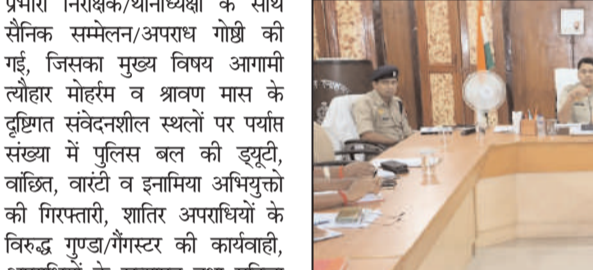 प्रभारी निरीक्षक/थानाध्यक्षों के साथ
सैनिक सम्मेलन/अपराध गोष्ठी की
गई, जिसका मुख्य विषय आगामी
त्यौहार मोहर्रम व श्रावण मास के
दृष्टिगत संवेदनशील स्थलों पर पर्याप्त
संख्या में पुलिस बल की ड्यूटी,
वांछित, वारंटी व इनामिया अभियुक्तो
की गिरफ्तारी, शातिर अपराधियों के
विरुद्ध गुण्डा/गैंगस्टर की कार्यवाही,